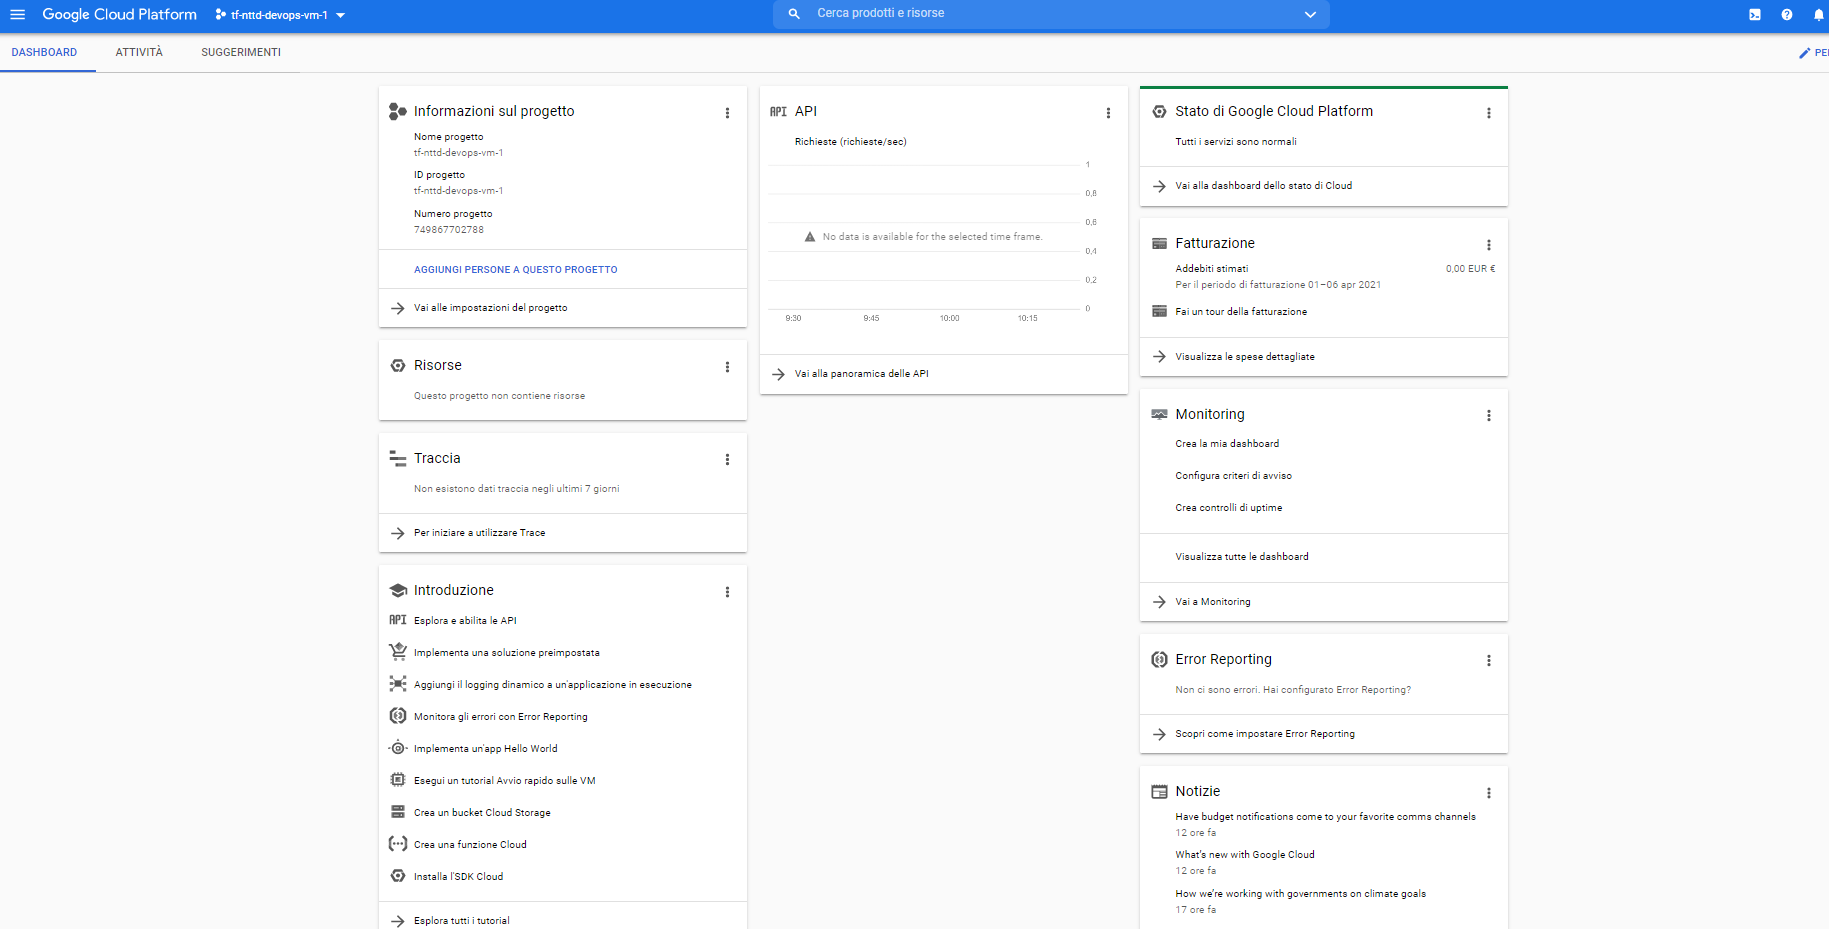 Google Cloud Platform
tf-nttd-devops-vm-1
Cerca prodotti e risorse
DASHBOARD
ATTIVITÀ
SUGGERIMENTI
Informazioni sul progetto
Nome progetto
tf-nttd-devops-vm-1
ID progetto
tf-nttd-devops-vm-1
Numero progetto
749867702788
AGGIUNGI PERSONE A QUESTO PROGETTO
Vai alle impostazioni del progetto
Risorse
Questo progetto non contiene risorse
Traccia
Non esistono dati traccia negli ultimi 7 giorni
Per iniziare a utilizzare Trace
Introduzione
API Esplora e abilita le API
Implementa una soluzione preimpostata
Aggiungi il logging dinamico a un'applicazione in esecuzione
Monitora gli errori con Error Reporting
Implementa un'app Hello World
Esegui un tutorial Avvio rapido sulle VM
Crea un bucket Cloud Storage
Crea una funzione Cloud
Installa l'SDK Cloud
Esplora tutti i tutorial
API API
Richieste (richieste/sec)
1
0,8
0,6
No data is available for the selected time frame.
0,4
0,2
0
9:30 9:45 10:00 10:15
Vai alla panoramica delle API
Stato di Google Cloud Platform
Tutti i servizi sono normali
Vai alla dashboard dello stato di Cloud
Fatturazione
Addebiti stimati 0,00 EUR €
Per il periodo di fatturazione 01–06 apr 2021
Fai un tour della fatturazione
Visualizza le spese dettagliate
Monitoring
Crea la mia dashboard
Configura criteri di avviso
Crea controlli di uptime
Visualizza tutte le dashboard
Vai a Monitoring
Error Reporting
Non ci sono errori. Hai configurato Error Reporting?
Scopri come impostare Error Reporting
Notizie
Have budget notifications come to your favorite comms channels
12 ore fa
What's new with Google Cloud
12 ore fa
How we're working with governments on climate goals
17 ore fa